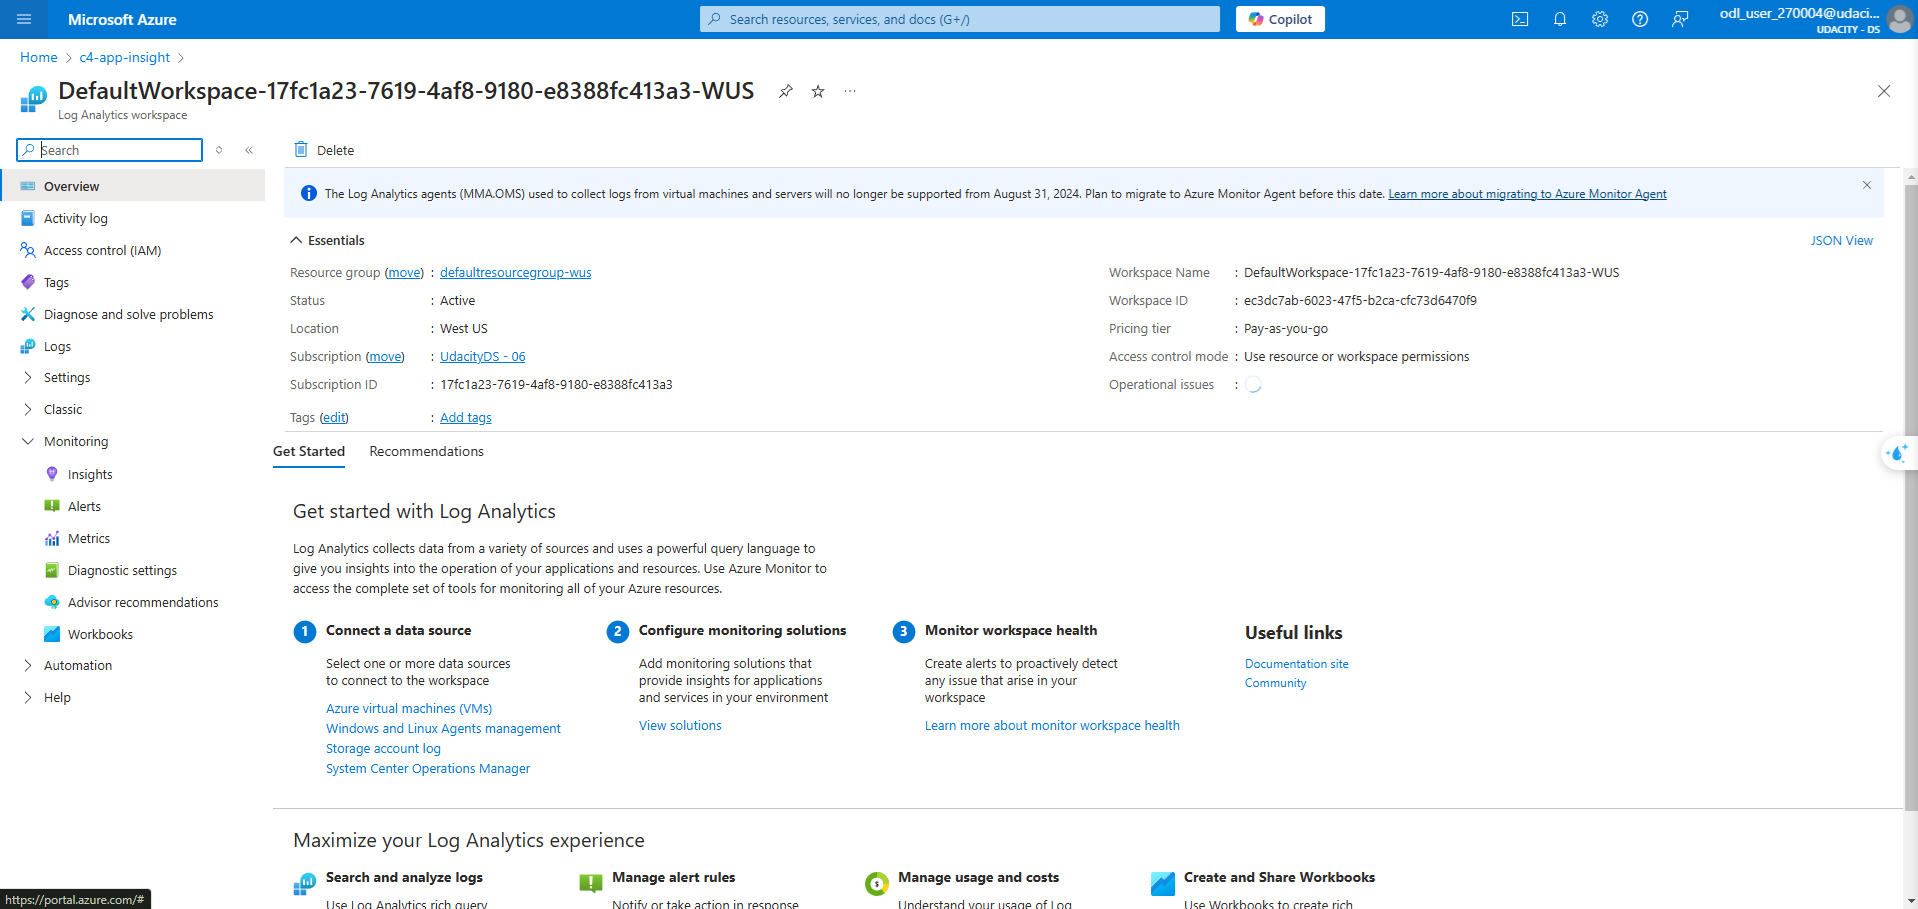 Microsoft Azure
Search resources, services, and docs (G+/)
Copilot
odl_user_270004@udaci...
UDACITY - DS
Home > c4-app-insight >
DefaultWorkspace-17fc1a23-7619-4af8-9180-e8388fc413a3-WUS
Log Analytics workspace
Search
Delete
Overview
Activity log
Access control (IAM)
Tags
Diagnose and solve problems
Logs
Settings
Classic
Monitoring
Insights
Alerts
Metrics
Diagnostic settings
Advisor recommendations
Workbooks
Automation
Help
The Log Analytics agents (MMA.OMS) used to collect logs from virtual machines and servers will no longer be supported from August 31, 2024. Plan to migrate to Azure Monitor Agent before this date. Learn more about migrating to Azure Monitor Agent
Essentials
JSON View
Resource group (move) : defaultresourcegroup-wus
Status : Active
Location : West US
Subscription (move) : UdacityDS - 06
Subscription ID : 17fc1a23-7619-4af8-9180-e8388fc413a3
Tags (edit) : Add tags
Workspace Name : DefaultWorkspace-17fc1a23-7619-4af8-9180-e8388fc413a3-WUS
Workspace ID : ec3dc7ab-6023-47f5-b2ca-cfc73d6470f9
Pricing tier : Pay-as-you-go
Access control mode : Use resource or workspace permissions
Operational issues :
Get Started
Recommendations
Get started with Log Analytics
Log Analytics collects data from a variety of sources and uses a powerful query language to
give you insights into the operation of your applications and resources. Use Azure Monitor to
access the complete set of tools for monitoring all of your Azure resources.
1 Connect a data source
Select one or more data sources
to connect to the workspace
Azure virtual machines (VMs)
Windows and Linux Agents management
Storage account log
System Center Operations Manager
2 Configure monitoring solutions
Add monitoring solutions that
provide insights for applications
and services in your environment
View solutions
3 Monitor workspace health
Create alerts to proactively detect
any issue that arise in your
workspace
Learn more about monitor workspace health
Useful links
Documentation site
Community
Maximize your Log Analytics experience
Search and analyze logs
Use Log Analytics rich query
Manage alert rules
Notify or take action in response
Manage usage and costs
Understand your usage of Log
Create and Share Workbooks
Use Workbooks to create rich
https://portal.azure.com/#